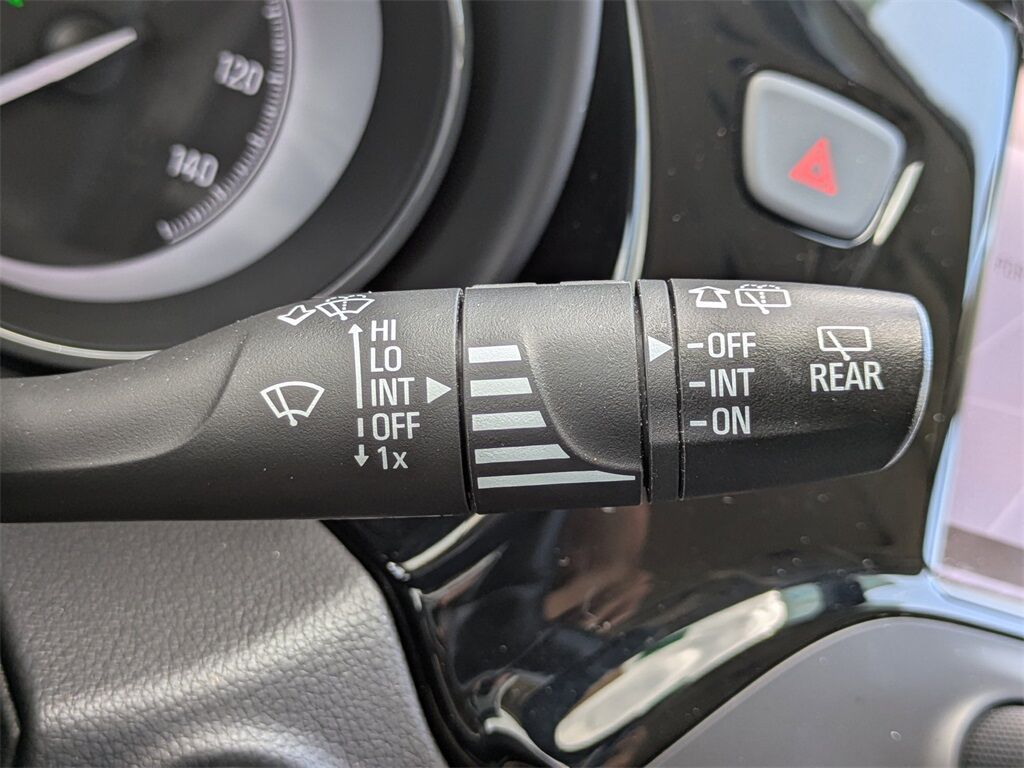 120
140
HI
LO
INT
OFF
1x
-OFF
-INT
-ON
REAR